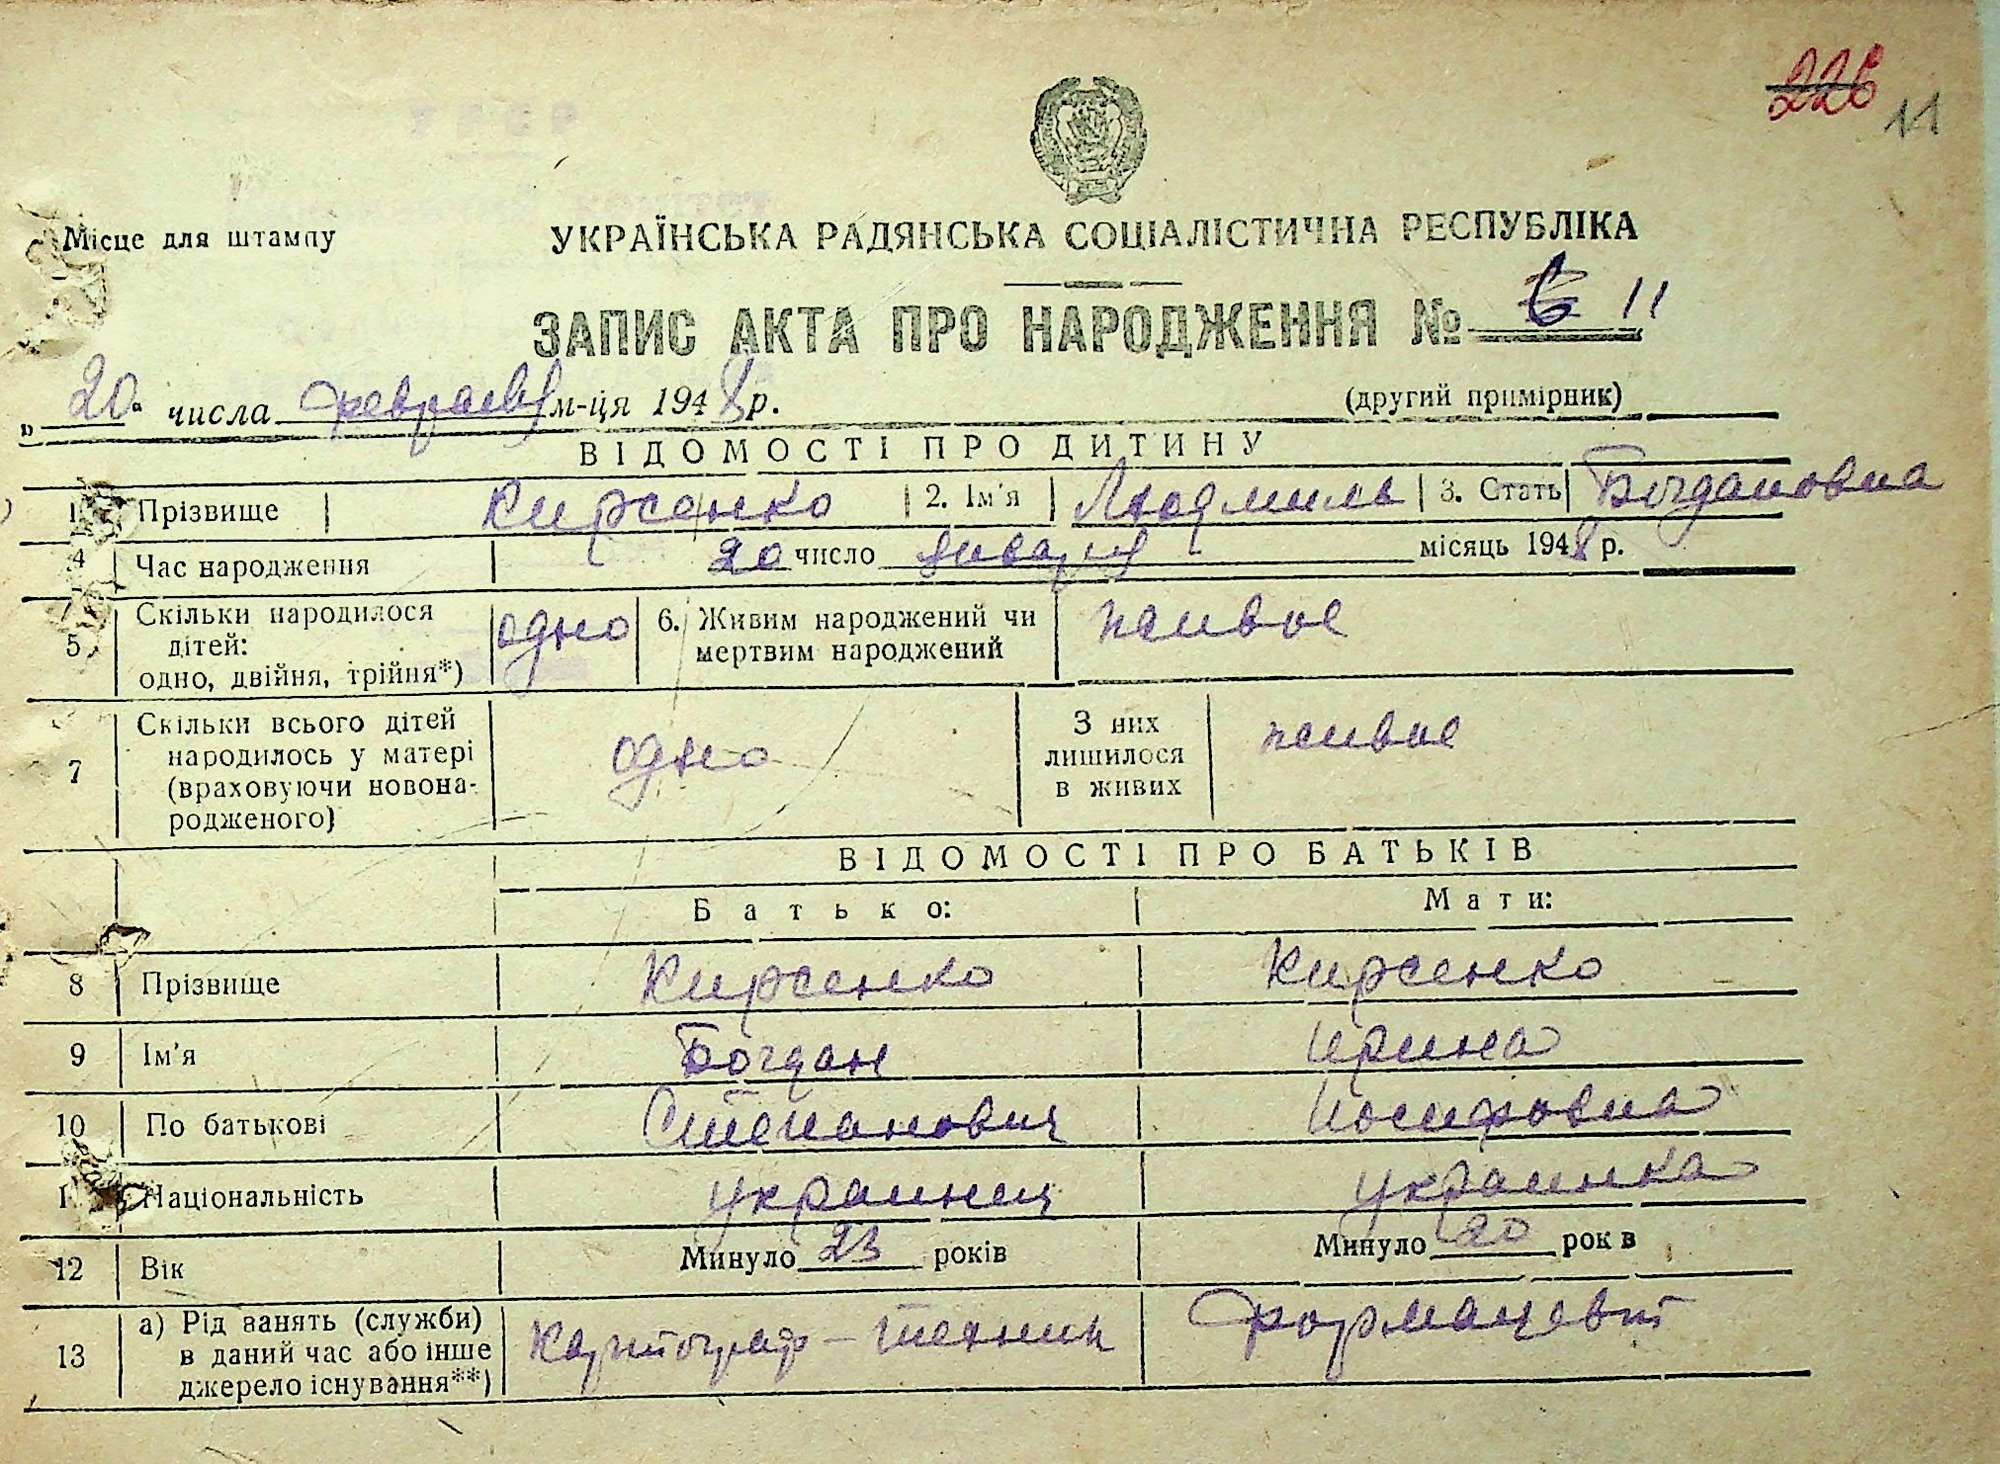 226 11
Місце для штампу
УКРАЇНСЬКА РАДЯНСЬКА СОЦІАЛІСТИЧНА РЕСПУБЛІКА
ЗАПИС АКТА ПРО НАРОДЖЕННЯ № 6 11
(другий примірник)
„ 20 " числа февраля м-ця 1948 р.
ВІДОМОСТІ ПРО ДИТИНУ
1 Прізвище Кирсенко 2. Ім'я Людмила 3. Стать Богдановна
4 Час народження 20 число января місяць 1948 р.
5 Скільки народилося дітей: одно, двійня, трійня*) одно 6. Живим народжений чи мертвим народжений живое
7 Скільки всього дітей народилось у матері (враховуючи новонародженого) одно З них лишилося в живих живое
ВІДОМОСТІ ПРО БАТЬКІВ
Батько: Мати:
8 Прізвище Кирсенко Кирсенко
9 Ім'я Богдан Ирина
10 По батькові Степанович Иосифовна
11 Національність украинец украинка
12 Вік Минуло 23 років Минуло 20 рок в
13 а) Рід занять (служби) в даний час або інше джерело існування**) Картограф-техник Формацевт